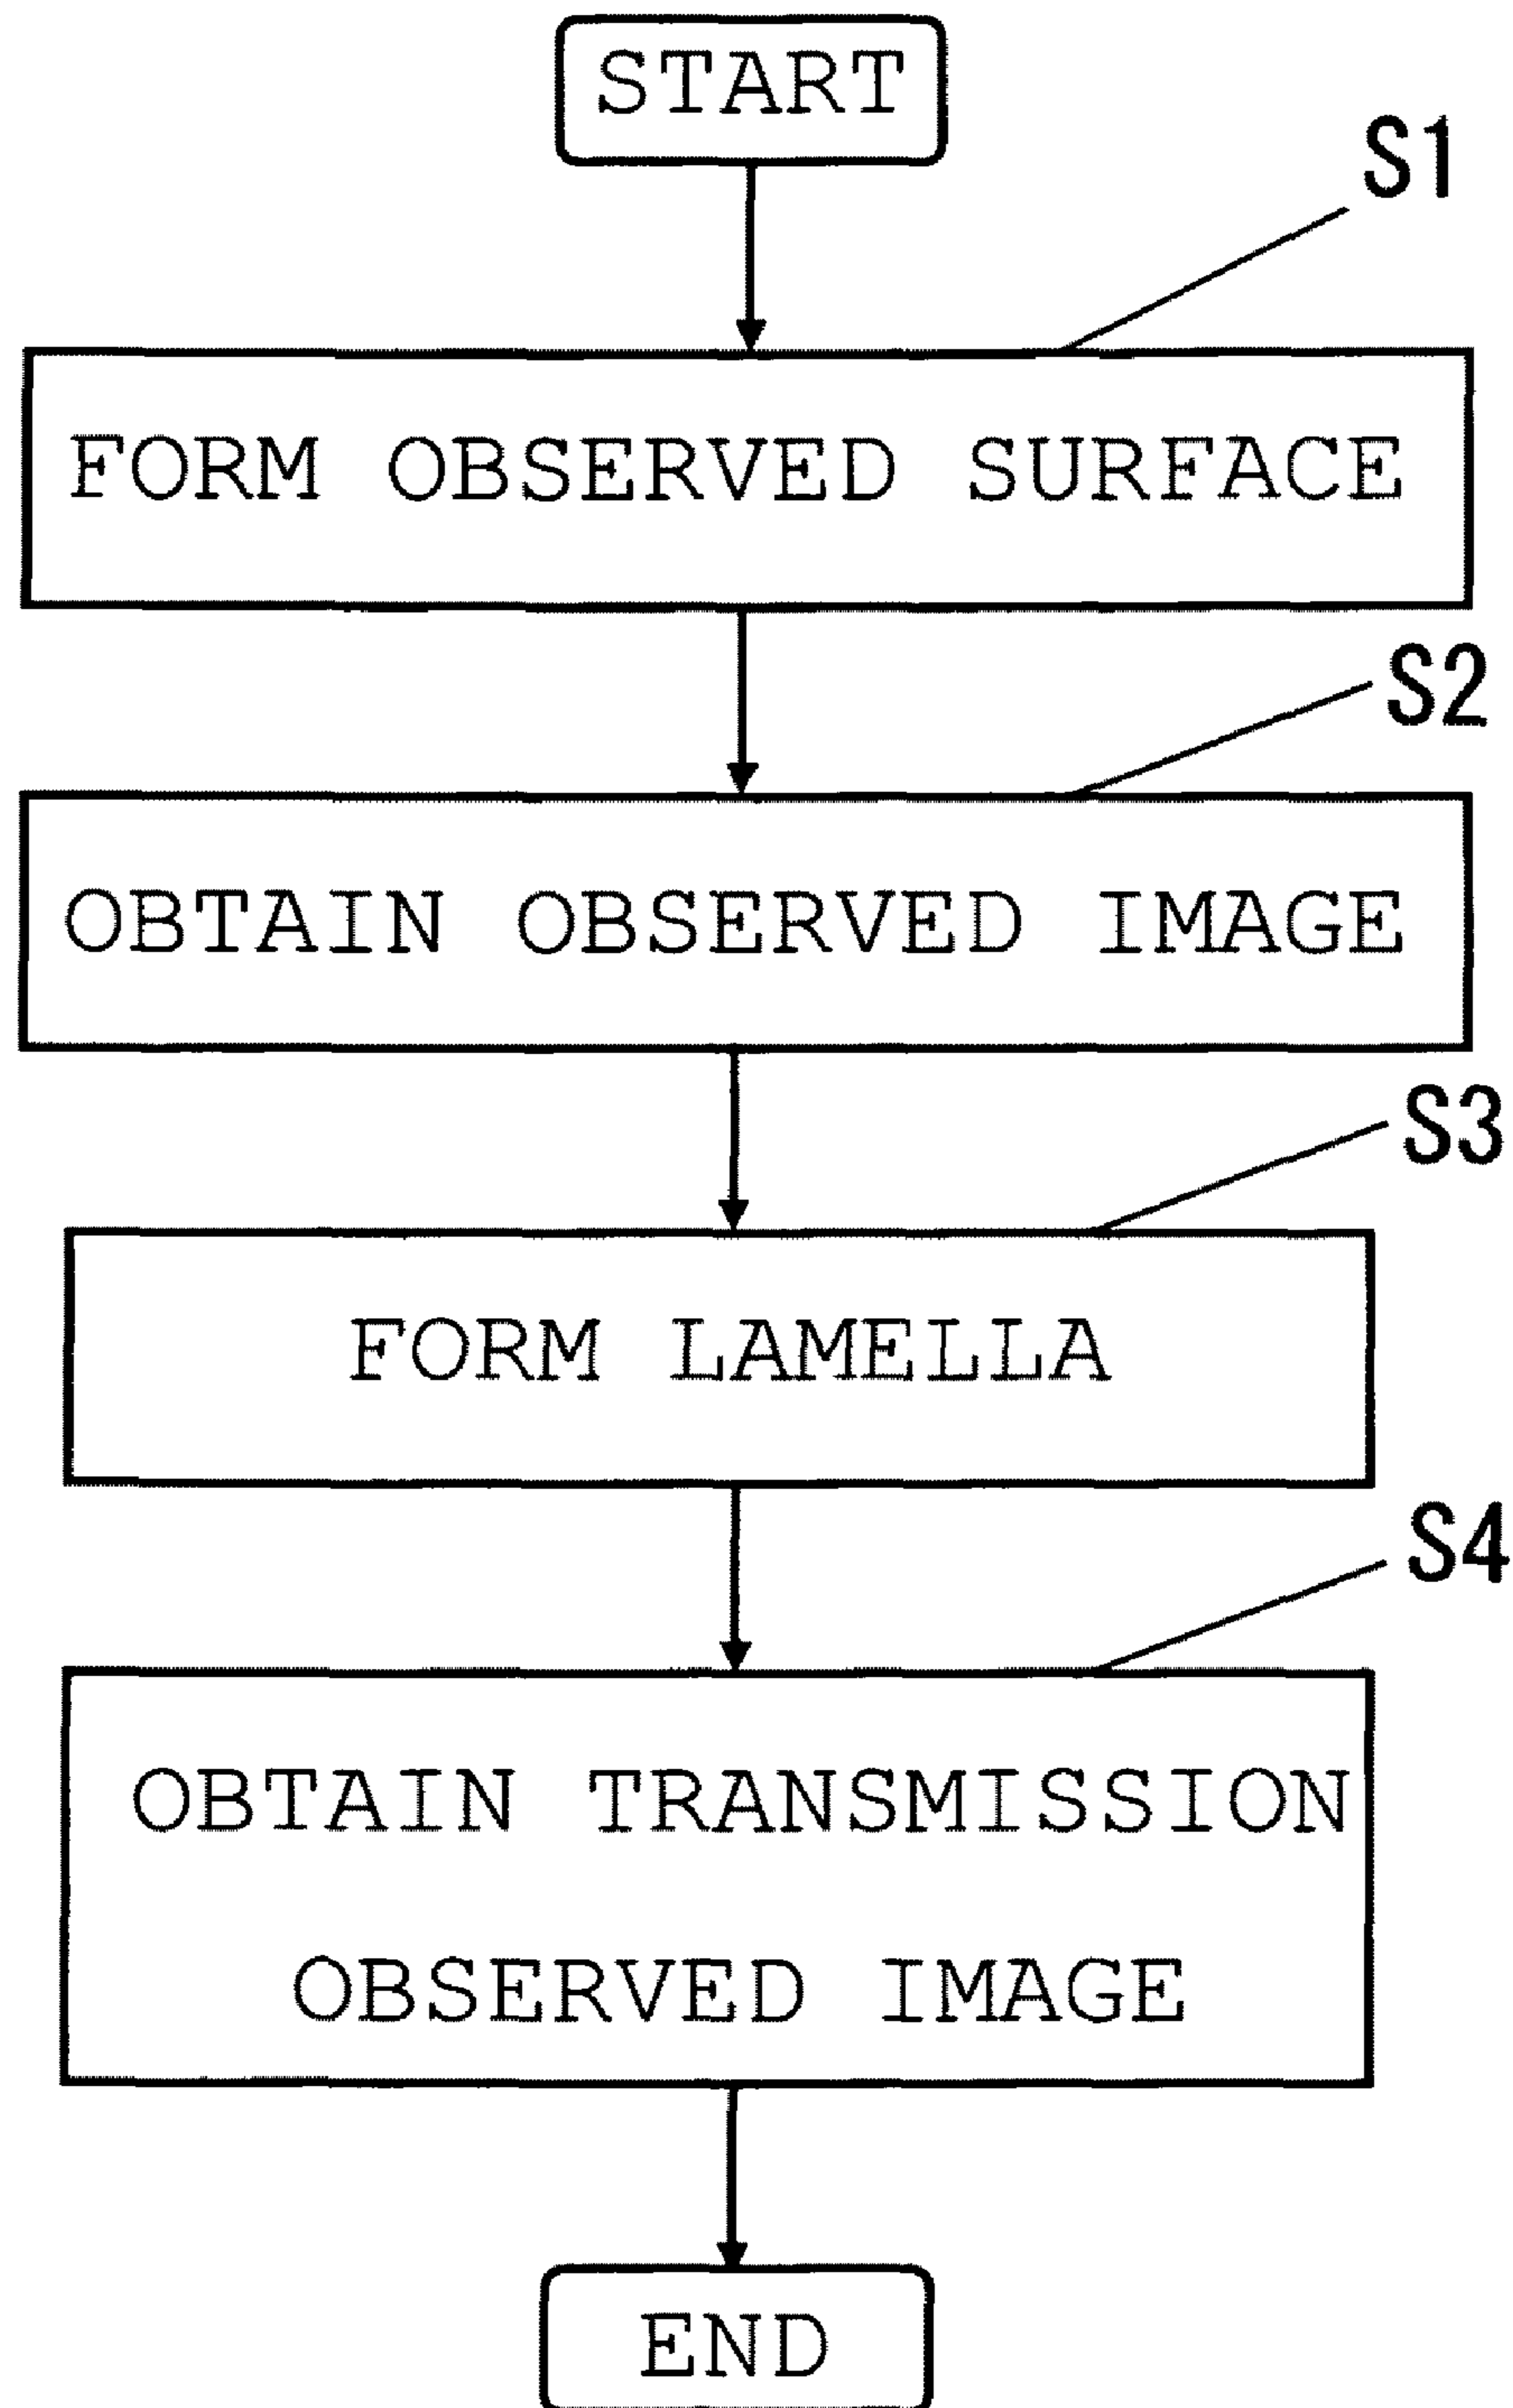 START
S1
FORM OBSERVED SURFACE
S2
OBTAIN OBSERVED IMAGE
S3
FORM LAMELLA
S4
OBTAIN TRANSMISSION
OBSERVED IMAGE
END